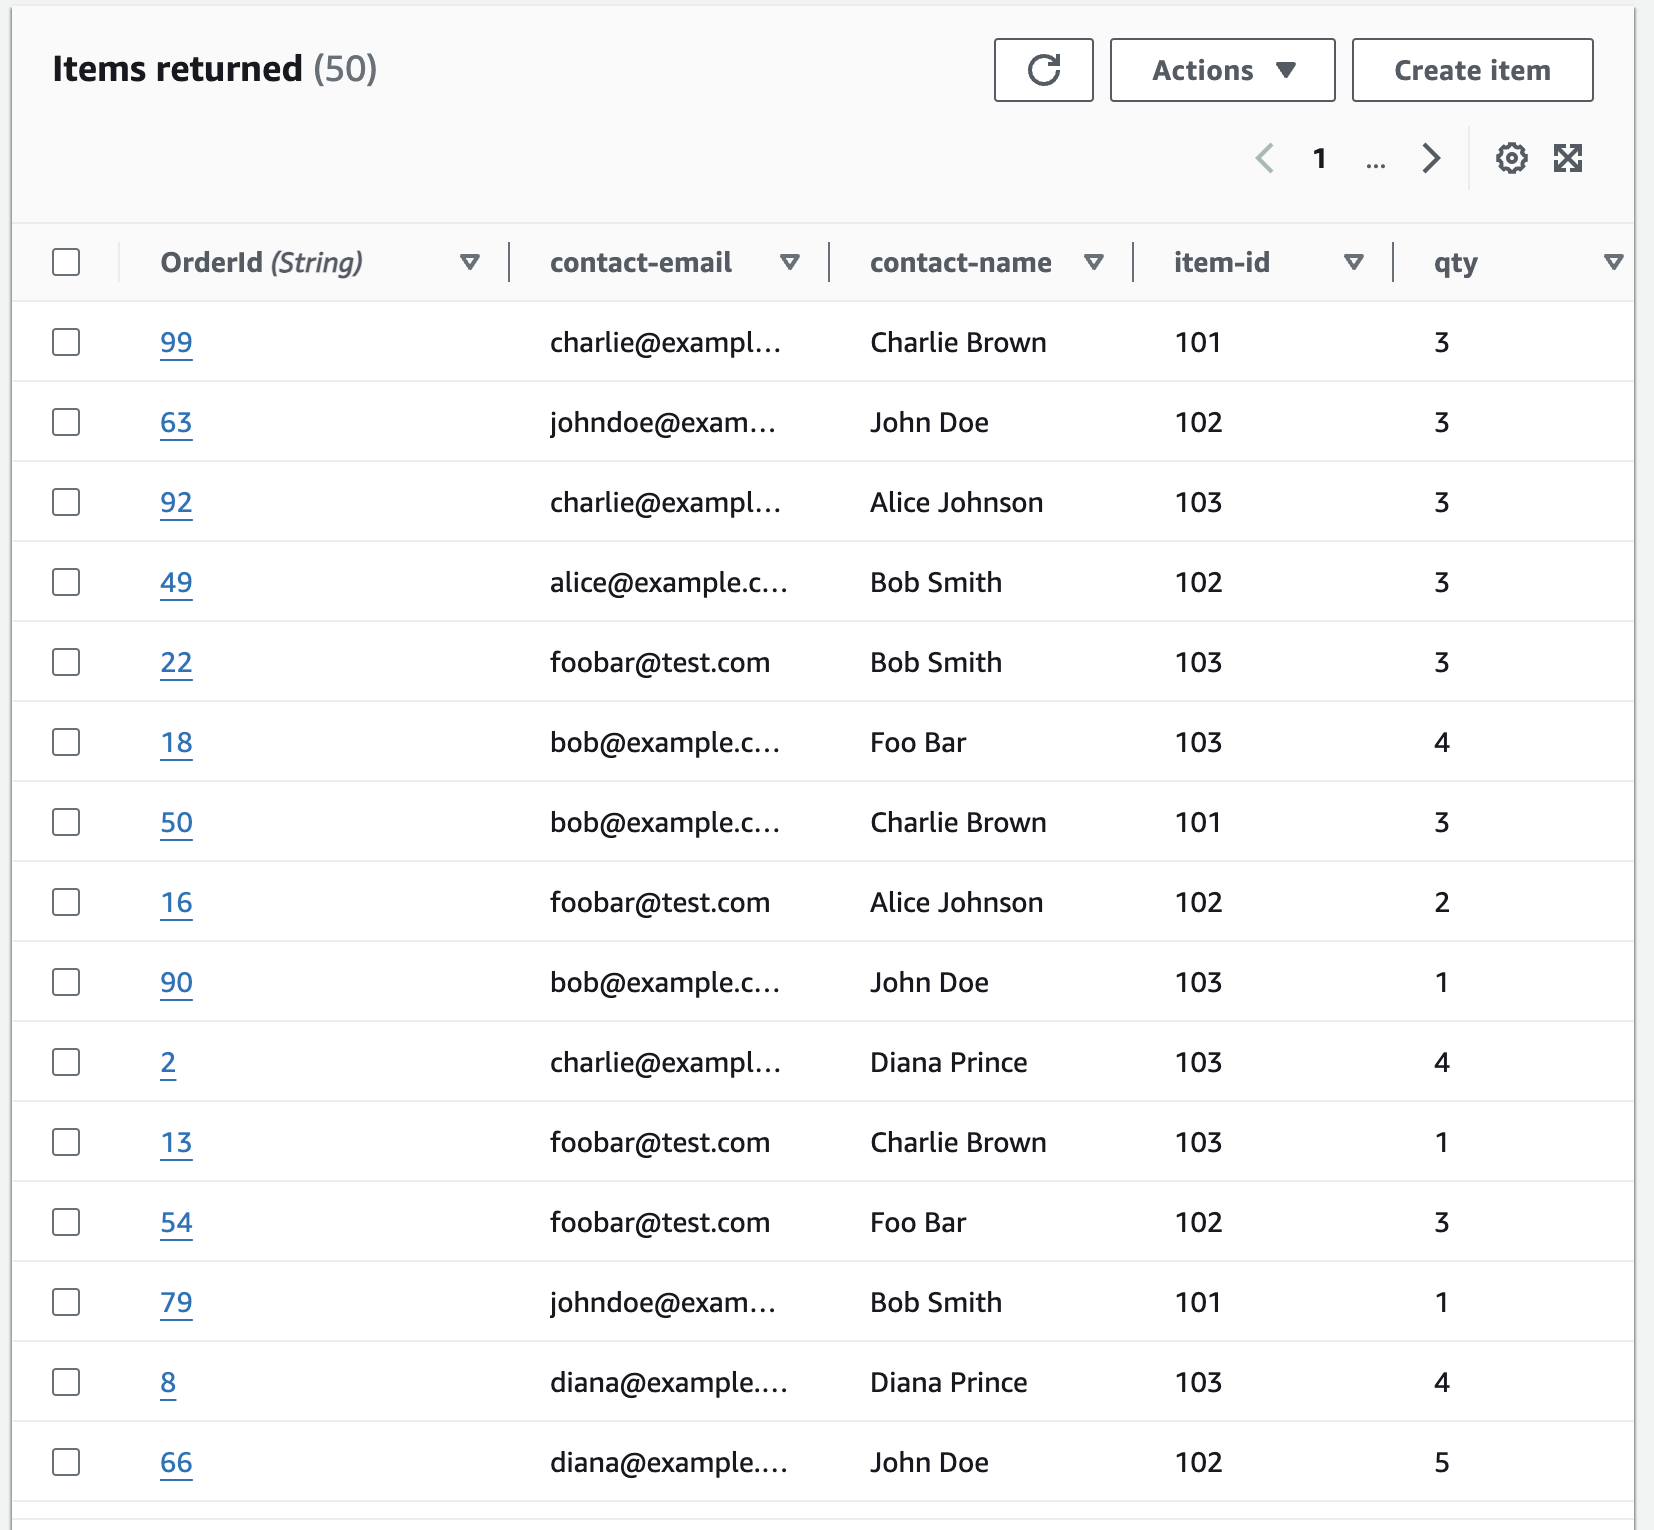 Items returned (50)
Actions
Create item
1 ...
OrderId (String) contact-email contact-name item-id qty
99 charlie@exampl... Charlie Brown 101 3
63 johndoe@exam... John Doe 102 3
92 charlie@exampl... Alice Johnson 103 3
49 alice@example.c... Bob Smith 102 3
22 foobar@test.com Bob Smith 103 3
18 bob@example.c... Foo Bar 103 4
50 bob@example.c... Charlie Brown 101 3
16 foobar@test.com Alice Johnson 102 2
90 bob@example.c... John Doe 103 1
2 charlie@exampl... Diana Prince 103 4
13 foobar@test.com Charlie Brown 103 1
54 foobar@test.com Foo Bar 102 3
79 johndoe@exam... Bob Smith 101 1
8 diana@example.... Diana Prince 103 4
66 diana@example.... John Doe 102 5